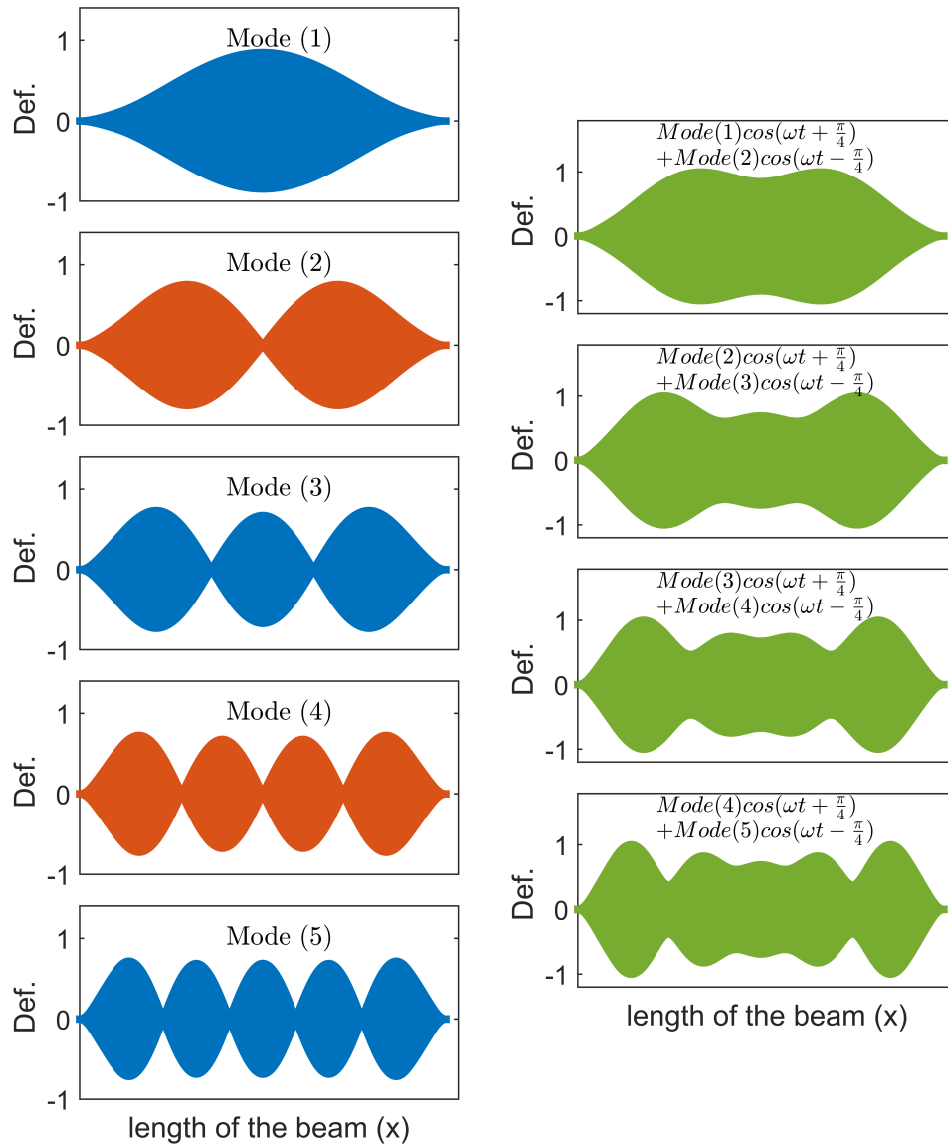 Mode (1)
1
0
-1
Def.
Mode (2)
1
0
-1
Def.
Mode (3)
1
0
-1
Def.
Mode (4)
1
0
-1
Def.
Mode (5)
1
0
-1
Def.
length of the beam (x)
Mode(1)cos(ωt + π/4)
+Mode(2)cos(ωt − π/4)
1
0
-1
Def.
Mode(2)cos(ωt + π/4)
+Mode(3)cos(ωt − π/4)
1
0
-1
Def.
Mode(3)cos(ωt + π/4)
+Mode(4)cos(ωt − π/4)
1
0
-1
Def.
Mode(4)cos(ωt + π/4)
+Mode(5)cos(ωt − π/4)
1
0
-1
Def.
length of the beam (x)